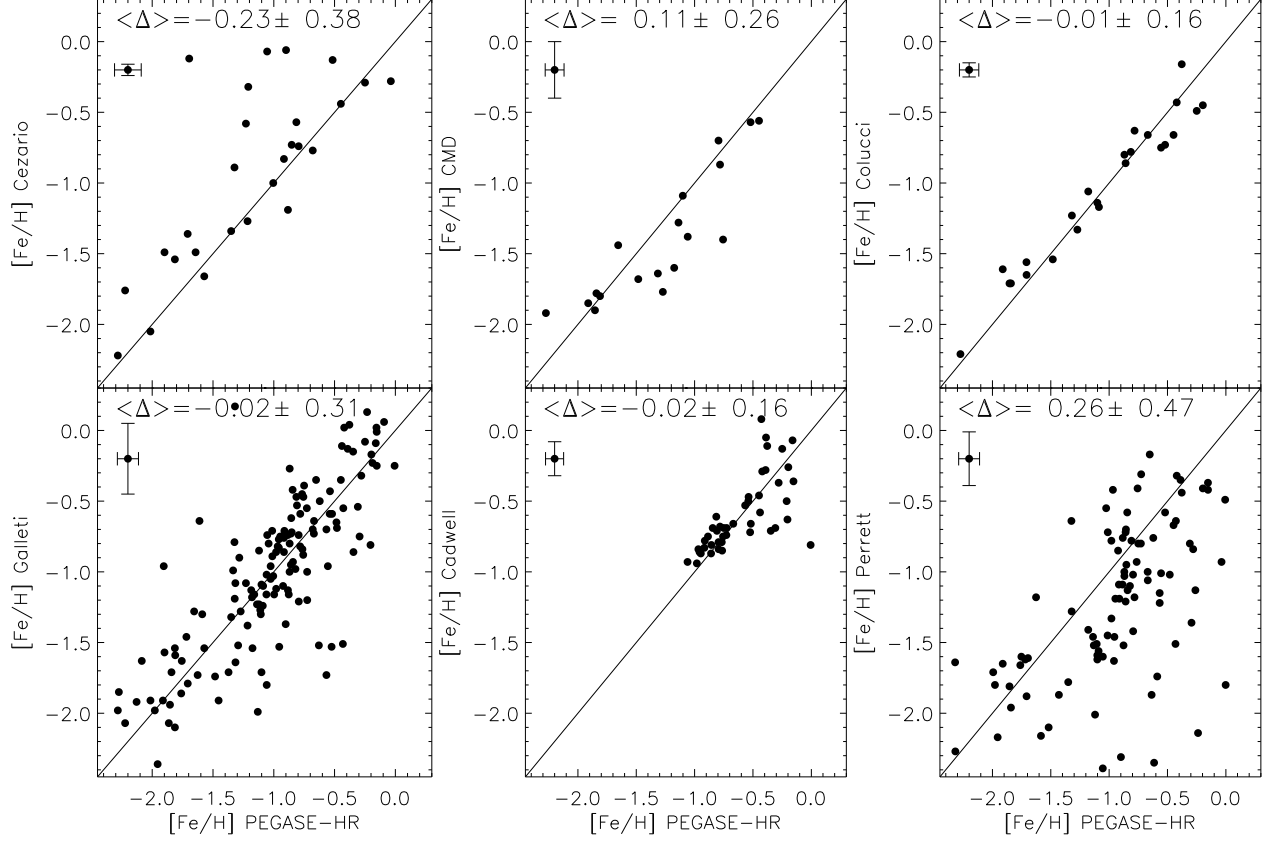 <Δ>=−0.23± 0.38
<Δ>= 0.11± 0.26
<Δ>=−0.01± 0.16
0.0
−0.5
−1.0
−1.5
−2.0
[Fe/H] Cezario
0.0
−0.5
−1.0
−1.5
−2.0
[Fe/H] CMD
0.0
−0.5
−1.0
−1.5
−2.0
[Fe/H] Colucci
<Δ>=−0.02± 0.31
<Δ>=−0.02± 0.16
<Δ>= 0.26± 0.47
0.0
−0.5
−1.0
−1.5
−2.0
[Fe/H] Galleti
0.0
−0.5
−1.0
−1.5
−2.0
[Fe/H] Cadwell
0.0
−0.5
−1.0
−1.5
−2.0
[Fe/H] Perrett
−2.0 −1.5 −1.0 −0.5 0.0
−2.0 −1.5 −1.0 −0.5 0.0
−2.0 −1.5 −1.0 −0.5 0.0
[Fe/H] PEGASE−HR
[Fe/H] PEGASE−HR
[Fe/H] PEGASE−HR